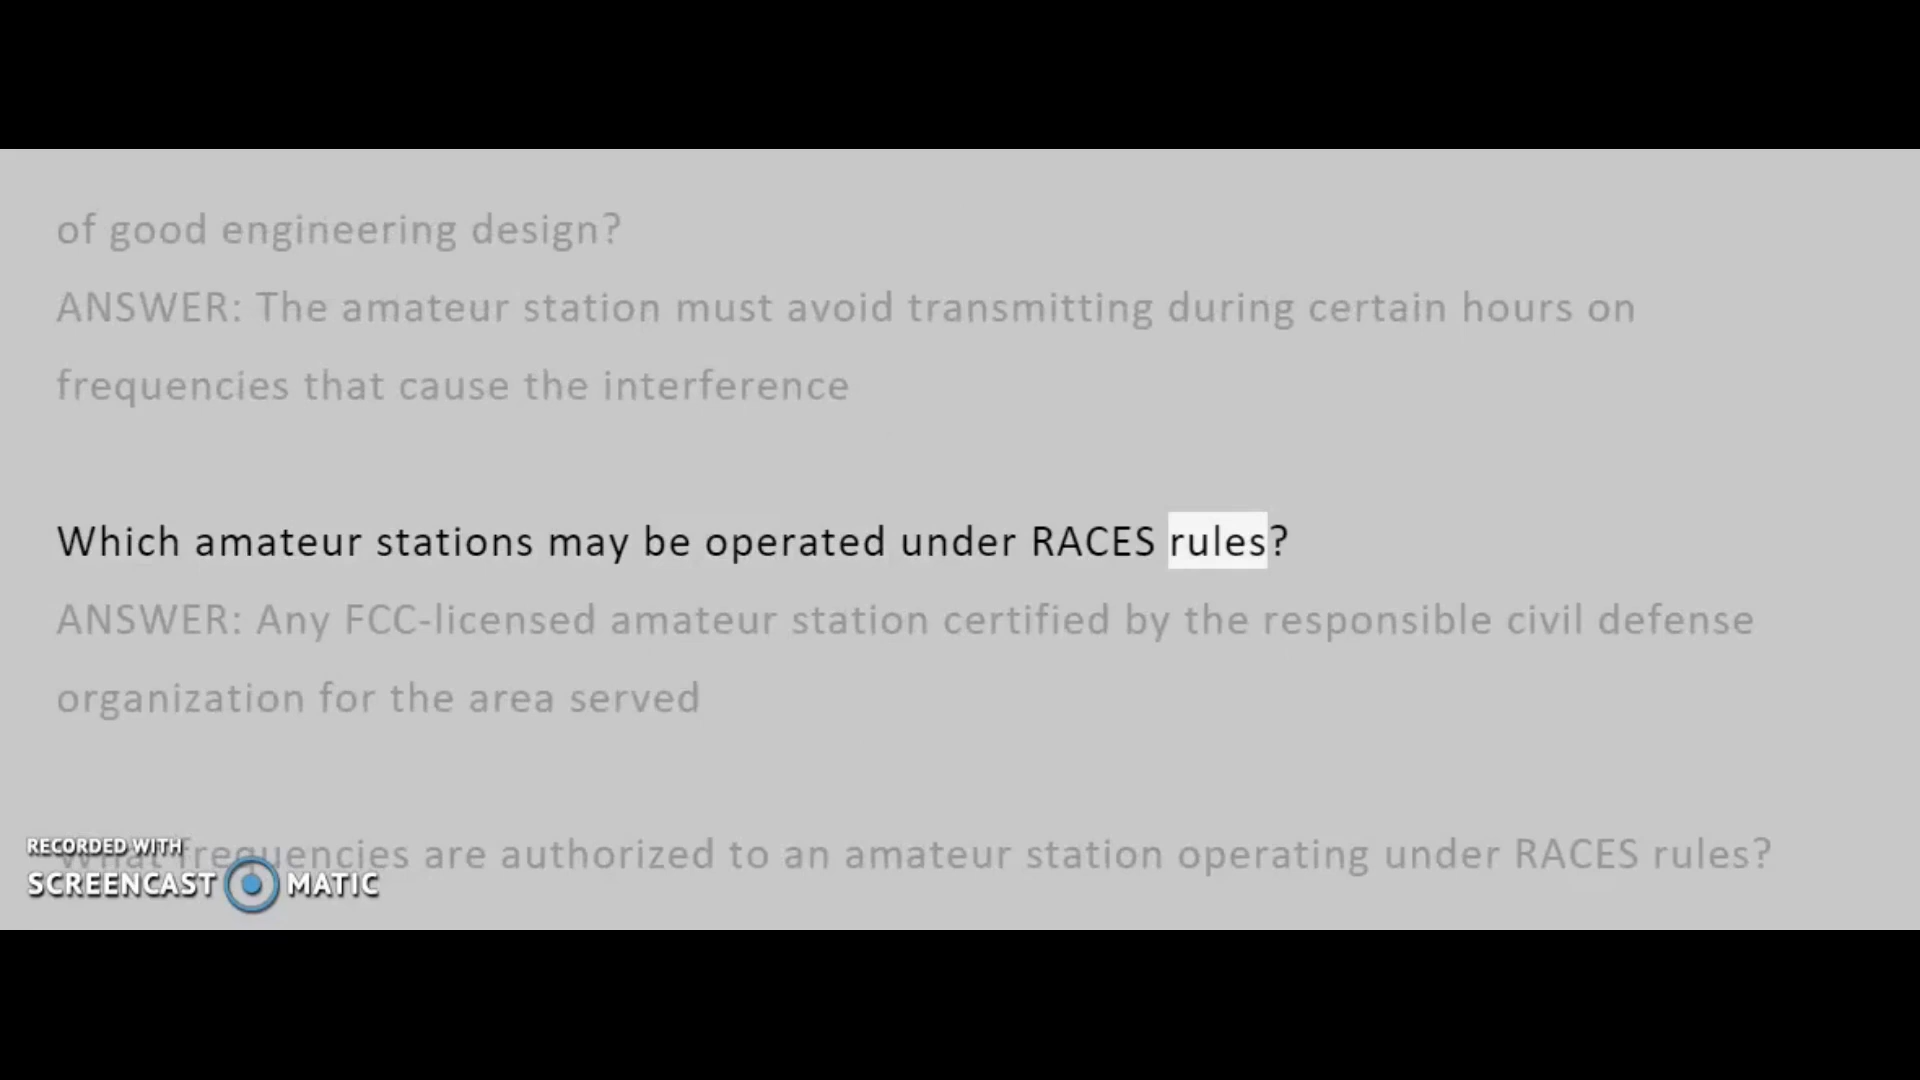 of good engineering design?
ANSWER: The amateur station must avoid transmitting during certain hours on
frequencies that cause the interference
Which amateur stations may be operated under RACES rules?
ANSWER: Any FCC-licensed amateur station certified by the responsible civil defense
organization for the area served
What frequencies are authorized to an amateur station operating under RACES rules?
RECORDED WITH
SCREENCAST MATIC